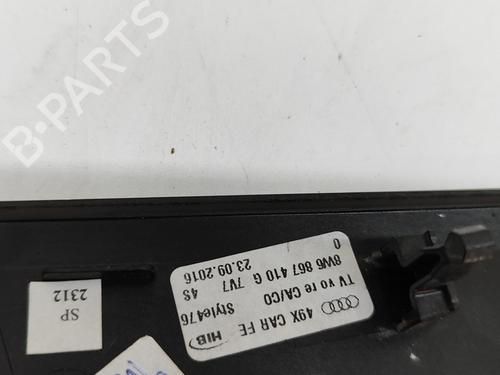 B-PARTS
49X CAR FE HIB
TV vo re CA/CO Style476
8W6 867 410 G 7V7 4S
0 23.09.2016
SP
2312